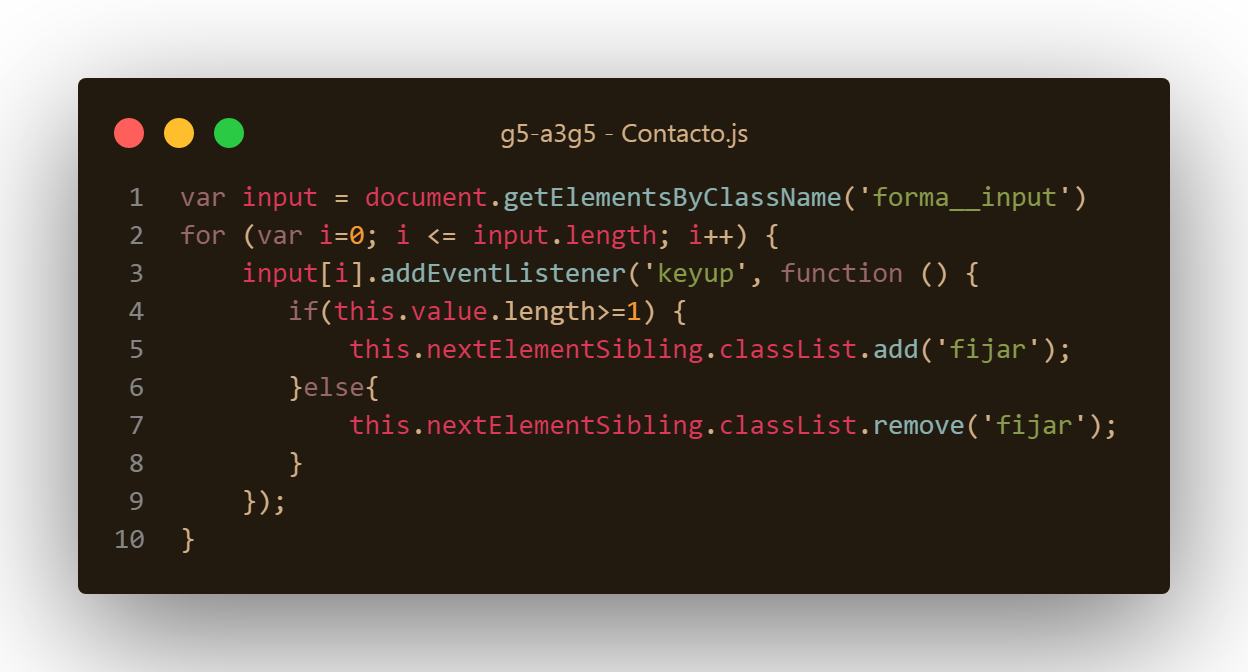 g5-a3g5 - Contacto.js
1 var input = document.getElementsByClassName('forma__input')
2 for (var i=0; i <= input.length; i++) {
3     input[i].addEventListener('keyup', function () {
4        if(this.value.length>=1) {
5            this.nextElementSibling.classList.add('fijar');
6        }else{
7            this.nextElementSibling.classList.remove('fijar');
8        }
9     });
10 }